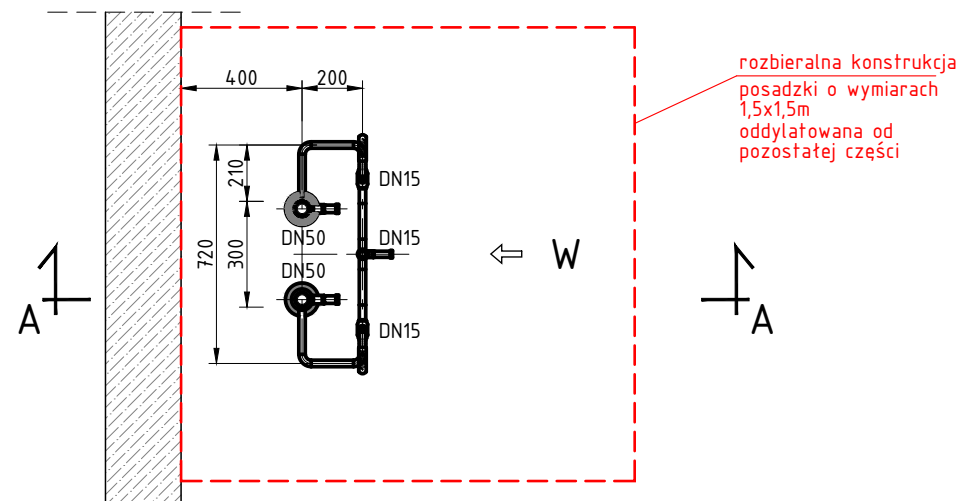 rozbieralna konstrukcja
posadzki o wymiarach
1,5x1,5m
oddylatowana od
pozostałej części
400
200
210
DN15
720
300
DN50
DN15
DN50
W
A
A
DN15